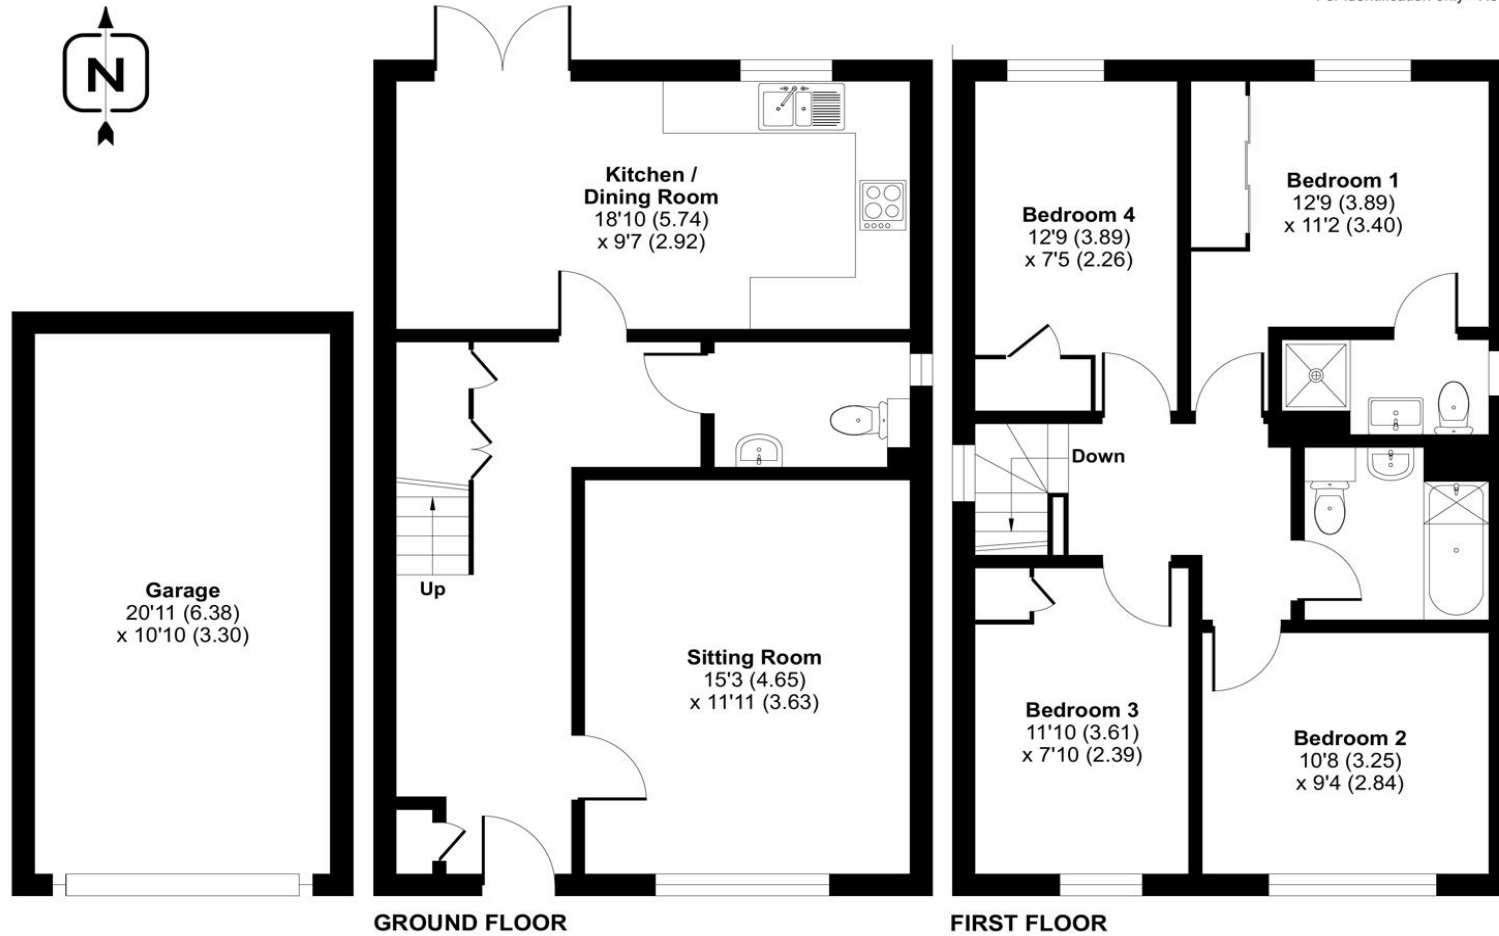 For identification only - No
N
Kitchen /
Dining Room
18'10 (5.74)
x 9'7 (2.92)
Bedroom 4
12'9 (3.89)
x 7'5 (2.26)
Bedroom 1
12'9 (3.89)
x 11'2 (3.40)
Down
Up
Garage
20'11 (6.38)
x 10'10 (3.30)
Sitting Room
15'3 (4.65)
x 11'11 (3.63)
Bedroom 3
11'10 (3.61)
x 7'10 (2.39)
Bedroom 2
10'8 (3.25)
x 9'4 (2.84)
GROUND FLOOR
FIRST FLOOR